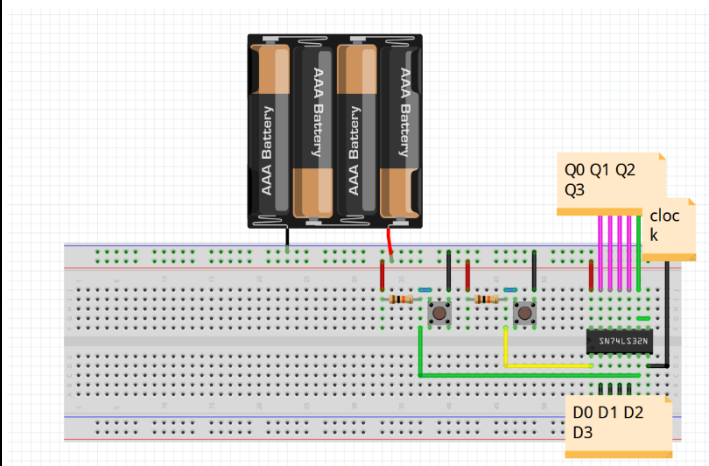 AAA Battery
AAA Battery
AAA Battery
AAA Battery
Q0 Q1 Q2
Q3
cloc
k
SN74LS32N
D0 D1 D2
D3